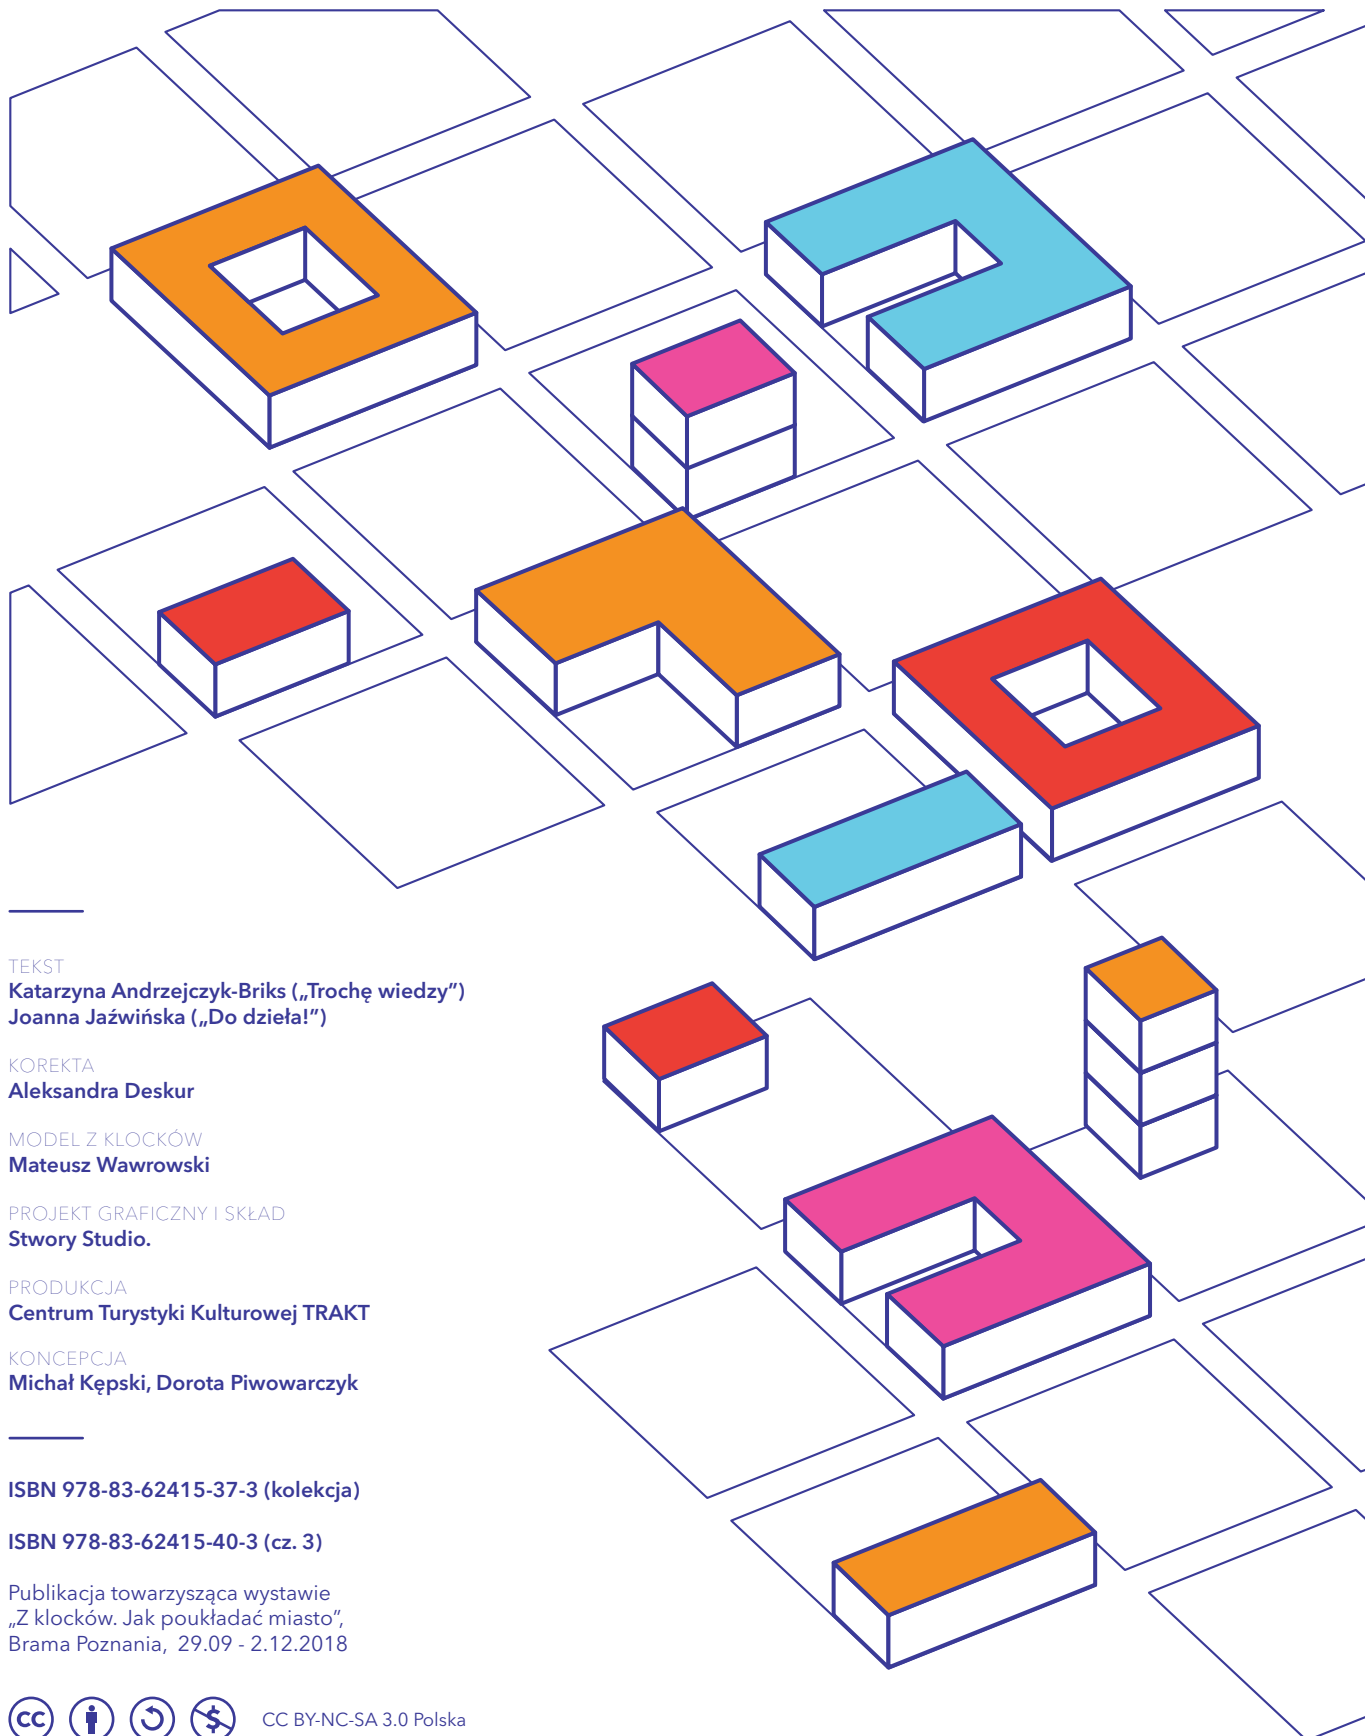 TEKST
Katarzyna Andrzejczyk-Briks („Trochę wiedzy”)
Joanna Jaźwińska („Do dzieła!”)
KOREKTA
Aleksandra Deskur
MODEL Z KLOCKÓW
Mateusz Wawrowski
PROJEKT GRAFICZNY I SKŁAD
Stwory Studio.
PRODUKCJA
Centrum Turystyki Kulturowej TRAKT
KONCEPCJA
Michał Kępski, Dorota Piwowarczyk
ISBN 978-83-62415-37-3 (kolekcja)
ISBN 978-83-62415-40-3 (cz. 3)
Publikacja towarzysząca wystawie
„Z klocków. Jak poukładać miasto”,
Brama Poznania, 29.09 - 2.12.2018
cc $ CC BY-NC-SA 3.0 Polska